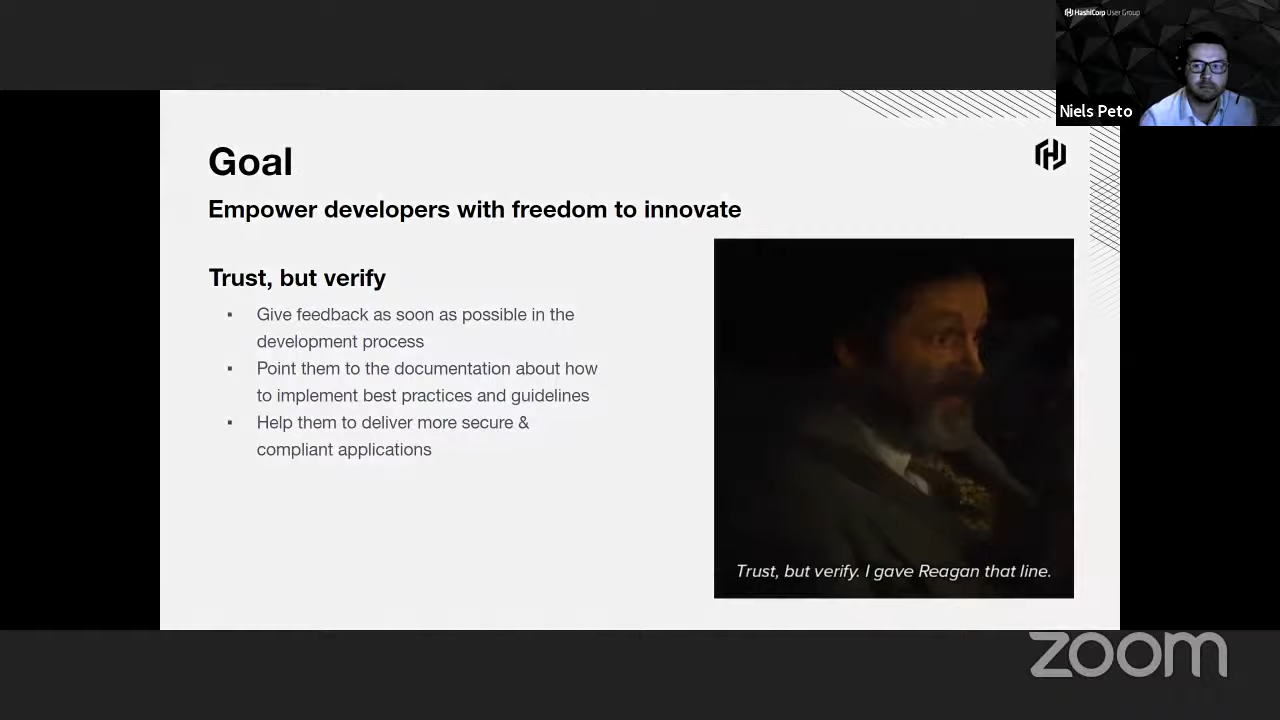 HashiCorp User Group
Niels Peto
Goal
Empower developers with freedom to innovate
Trust, but verify
▪ Give feedback as soon as possible in the
development process
▪ Point them to the documentation about how
to implement best practices and guidelines
▪ Help them to deliver more secure &
compliant applications
Trust, but verify. I gave Reagan that line.
zoom